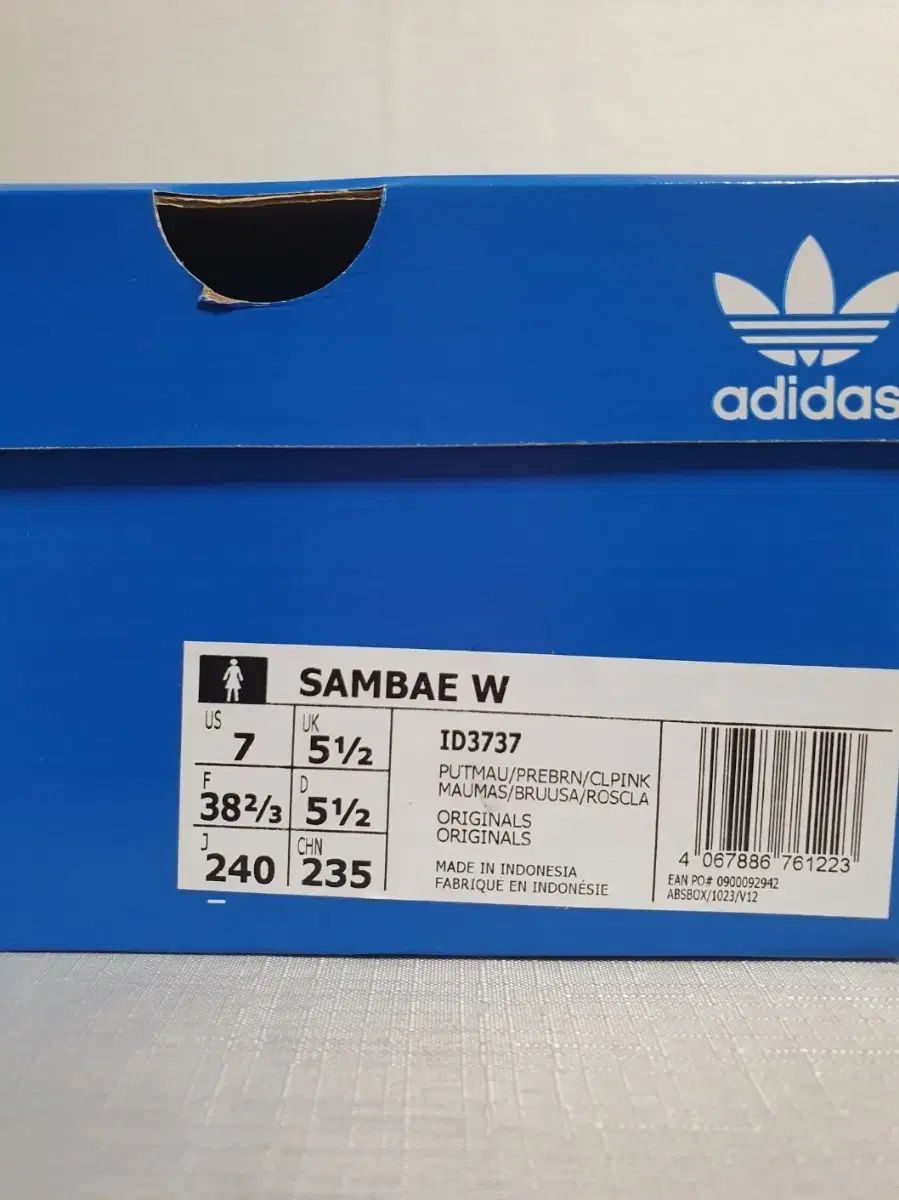 adidas
SAMBAE W
US 7 UK 5½
F 38⅔ D 5½
J 240 CHN 235
ID3737
PUTMAU/PREBRN/CLPINK
MAUMAS/BRUUSA/ROSCLA
ORIGINALS
ORIGINALS
MADE IN INDONESIA
FABRIQUÉ EN INDONÉSIE
4 067886 761223
EAN PO# 0900092942
ABSBOX/1023/V12